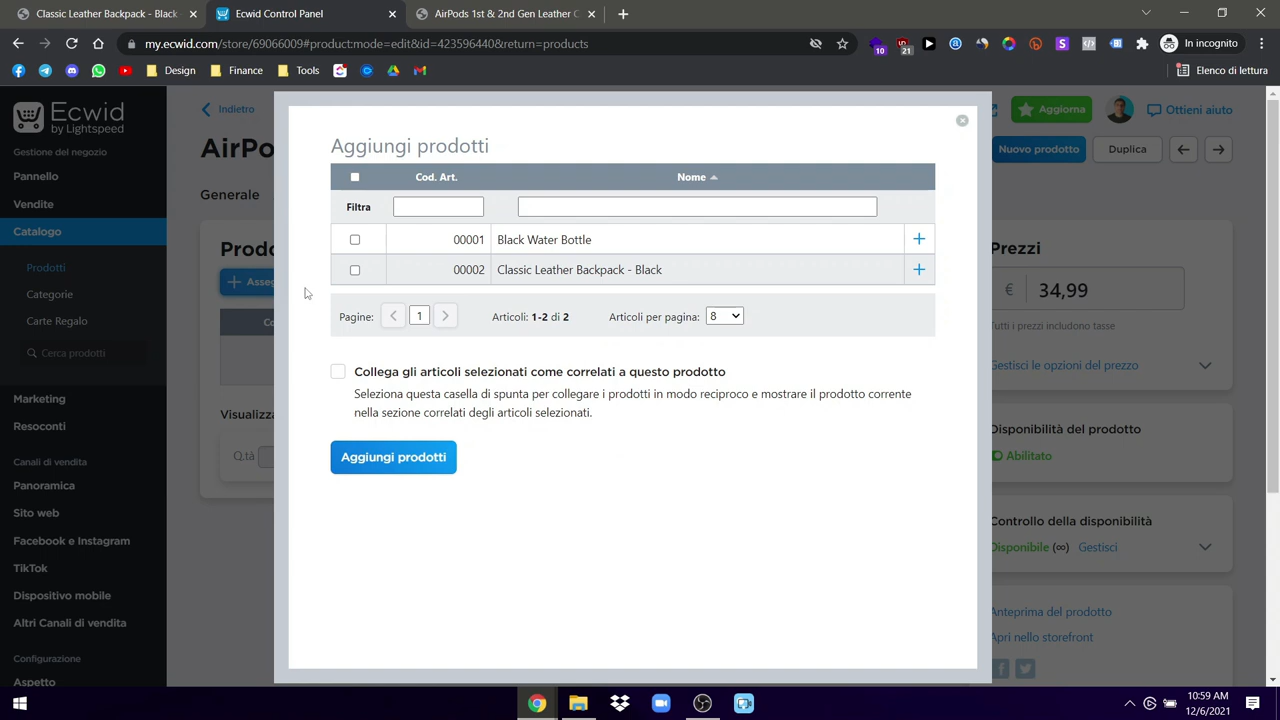 Classic Leather Backpack - Black
Ecwid Control Panel
AirPods 1st & 2nd Gen Leather C
my.ecwid.com/store/69066009#product:mode=edit&id=423596440&return=products
10
21
In incognito
Design
Finance
Tools
Elenco di lettura
Ecwid
by Lightspeed
Gestione del negozio
Pannello
Vendite
Catalogo
Prodotti
Categorie
Carte Regalo
Cerca prodotti
Marketing
Resoconti
Canali di vendita
Panoramica
Sito web
Facebook e Instagram
TikTok
Dispositivo mobile
Altri Canali di vendita
Configurazione
Aspetto
Indietro
AirPo
Generale
Prodo
Asseg
Co
Visualizza
Q.tà
Aggiungi prodotti
Cod. Art.
Nome
Filtra
00001 Black Water Bottle
00002 Classic Leather Backpack - Black
Pagine: 1 Articoli: 1-2 di 2 Articoli per pagina: 8
Collega gli articoli selezionati come correlati a questo prodotto
Seleziona questa casella di spunta per collegare i prodotti in modo reciproco e mostrare il prodotto corrente
nella sezione correlati degli articoli selezionati.
Aggiungi prodotti
Aggiorna
Ottieni aiuto
Nuovo prodotto
Duplica
Prezzi
€ 34,99
Tutti i prezzi includono tasse
Gestisci le opzioni del prezzo
Disponibilità del prodotto
Abilitato
Controllo della disponibilità
Disponibile (∞) Gestisci
Anteprima del prodotto
Apri nello storefront
10:59 AM
12/6/2021